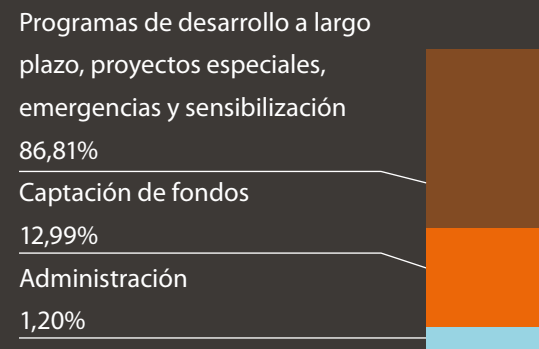 Programas de desarrollo a largo
plazo, proyectos especiales,
emergencias y sensibilización
86,81%
Captación de fondos
12,99%
Administración
1,20%